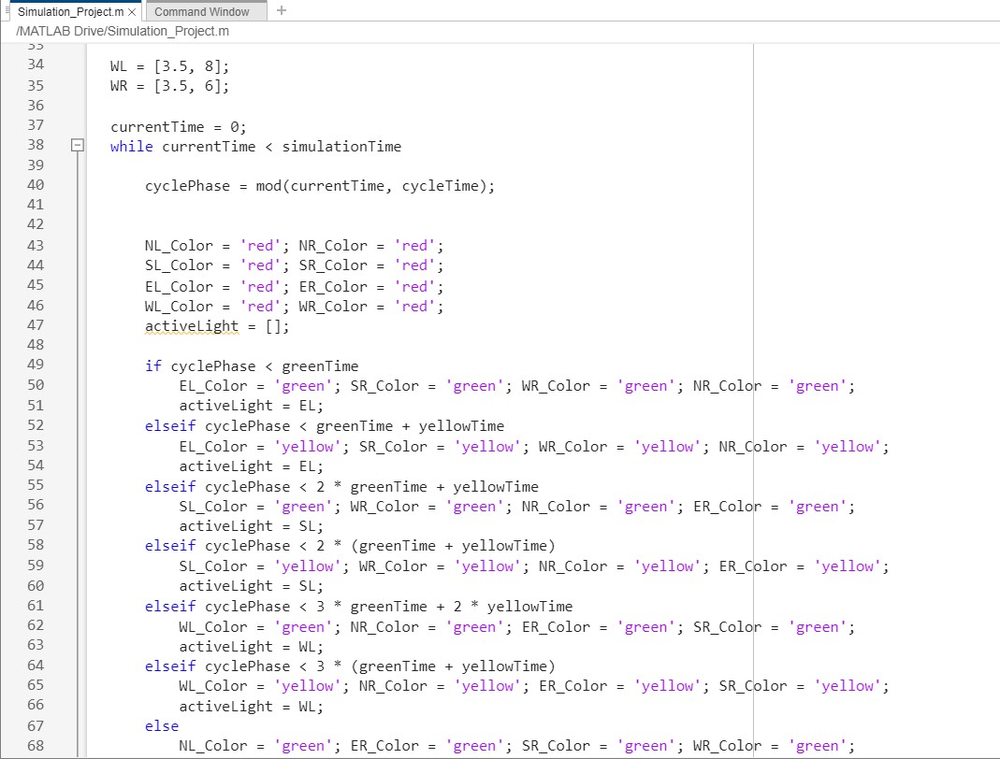 Simulation_Project.m × Command Window +
/MATLAB Drive/Simulation_Project.m
33
34 WL = [3.5, 8];
35 WR = [3.5, 6];
36
37 currentTime = 0;
38 while currentTime < simulationTime
39
40 cyclePhase = mod(currentTime, cycleTime);
41
42
43 NL_Color = 'red'; NR_Color = 'red';
44 SL_Color = 'red'; SR_Color = 'red';
45 EL_Color = 'red'; ER_Color = 'red';
46 WL_Color = 'red'; WR_Color = 'red';
47 activeLight = [];
48
49 if cyclePhase < greenTime
50 EL_Color = 'green'; SR_Color = 'green'; WR_Color = 'green'; NR_Color = 'green';
51 activeLight = EL;
52 elseif cyclePhase < greenTime + yellowTime
53 EL_Color = 'yellow'; SR_Color = 'yellow'; WR_Color = 'yellow'; NR_Color = 'yellow';
54 activeLight = EL;
55 elseif cyclePhase < 2 * greenTime + yellowTime
56 SL_Color = 'green'; WR_Color = 'green'; NR_Color = 'green'; ER_Color = 'green';
57 activeLight = SL;
58 elseif cyclePhase < 2 * (greenTime + yellowTime)
59 SL_Color = 'yellow'; WR_Color = 'yellow'; NR_Color = 'yellow'; ER_Color = 'yellow';
60 activeLight = SL;
61 elseif cyclePhase < 3 * greenTime + 2 * yellowTime
62 WL_Color = 'green'; NR_Color = 'green'; ER_Color = 'green'; SR_Color = 'green';
63 activeLight = WL;
64 elseif cyclePhase < 3 * (greenTime + yellowTime)
65 WL_Color = 'yellow'; NR_Color = 'yellow'; ER_Color = 'yellow'; SR_Color = 'yellow';
66 activeLight = WL;
67 else
68 NL_Color = 'green'; ER_Color = 'green'; SR_Color = 'green'; WR_Color = 'green';